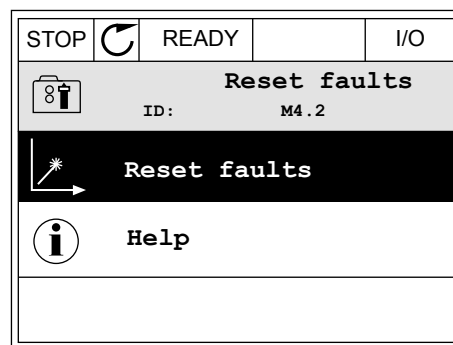 STOP READY I/O
Reset faults
ID: M4.2
Reset faults
Help